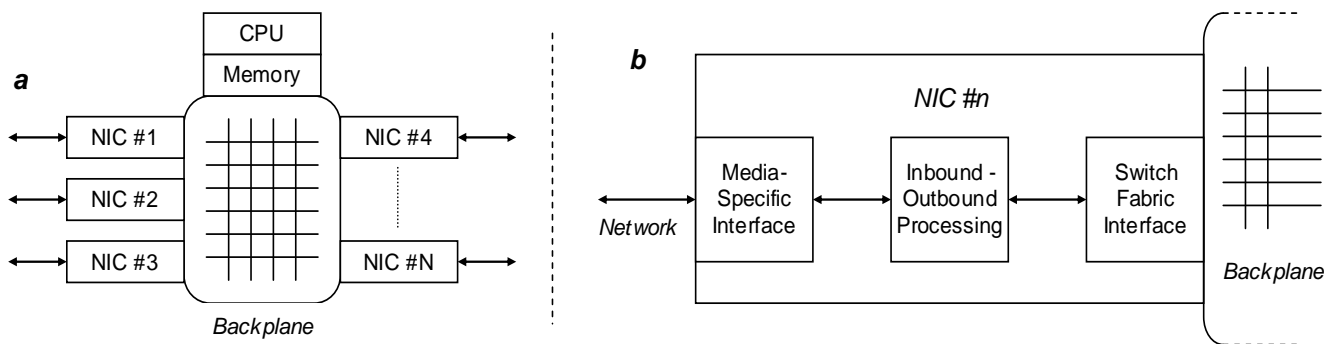 a
CPU
Memory
NIC #1
NIC #2
NIC #3
NIC #4
NIC #N
Backplane
b
NIC #n
Media-
Specific
Interface
Inbound -
Outbound
Processing
Switch
Fabric
Interface
Network
Backplane